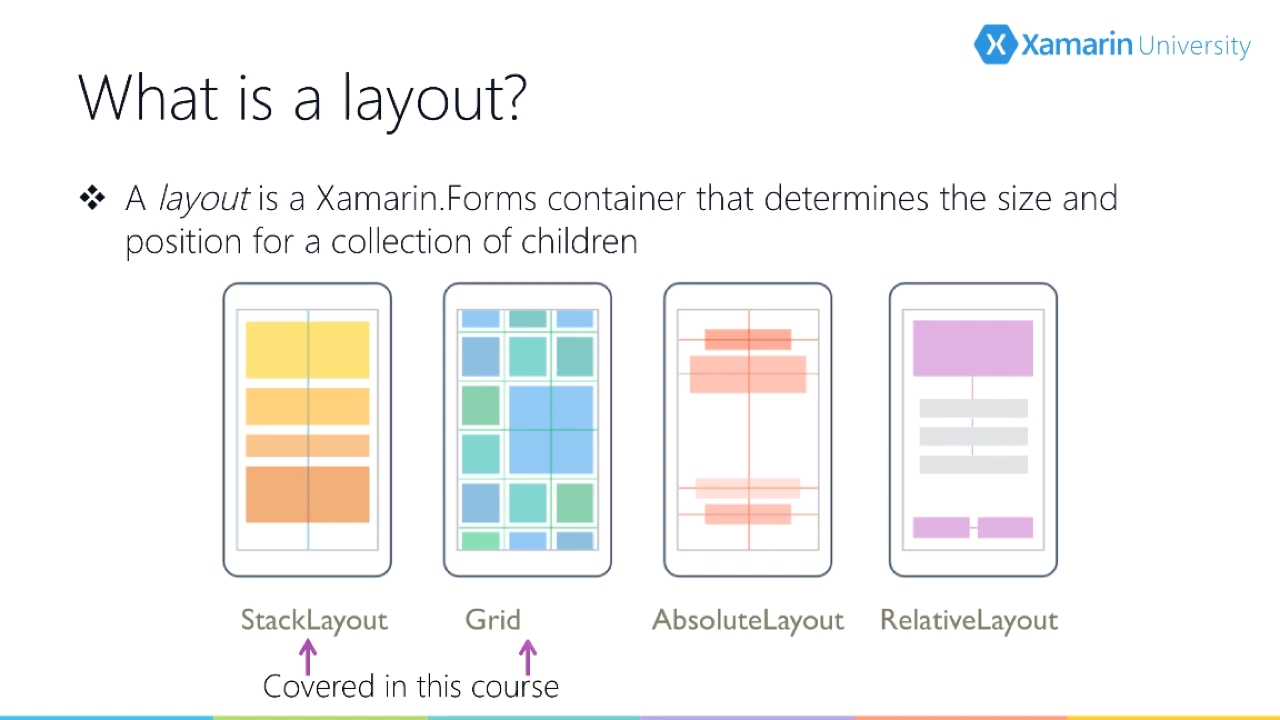 Xamarin University
What is a layout?
❖ A layout is a Xamarin.Forms container that determines the size and
position for a collection of children
StackLayout Grid AbsoluteLayout RelativeLayout
Covered in this course